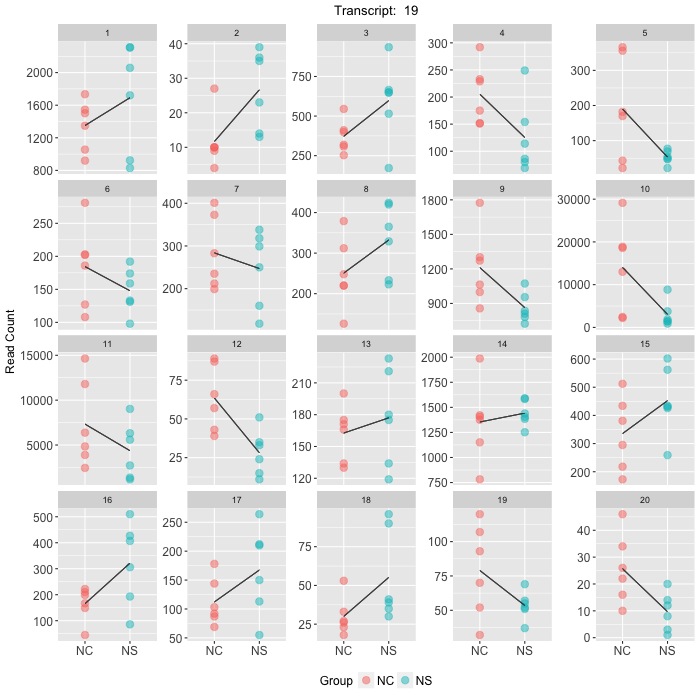 Transcript: 19
1 2 3 4 5
2000 1600 1200 800
40 30 20 10
750 500 250
300 250 200 150 100
300 200 100
6 7 8 9 10
250 200 150 100
400 300 200
400 300 200
1800 1500 1200 900
30000 20000 10000 0
Read Count
11 12 13 14 15
15000 10000 5000
75 50 25
210 180 150 120
2000 1750 1500 1250 1000 750
600 500 400 300 200
16 17 18 19 20
500 400 300 200 100
250 200 150 100 50
75 50 25
100 50
40 30 20 10 0
NC NS NC NS NC NS NC NS NC NS
Group NC NS